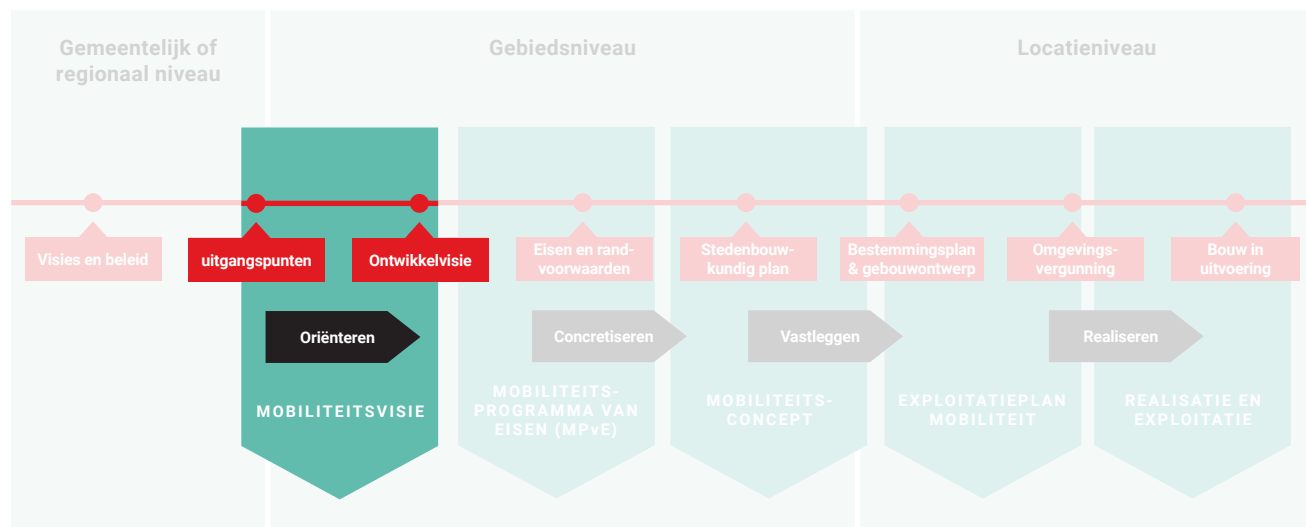 Gemeentelijk of
regionaal niveau
Gebiedsniveau
Locatieniveau
Visies en beleid
uitgangspunten
Ontwikkelvisie
Eisen en rand-
voorwaarden
Stedenbouw-
kundig plan
Bestemmingsplan
& gebouwontwerp
Omgevings-
vergunning
Bouw in
uitvoering
Oriënteren
Concretiseren
Vastleggen
Realiseren
MOBILITEITSVISIE
MOBILITEITS-
PROGRAMMA VAN
EISEN (MPvE)
MOBILITEITS-
CONCEPT
EXPLOITATIEPLAN
MOBILITEIT
REALISATIE EN
EXPLOITATIE